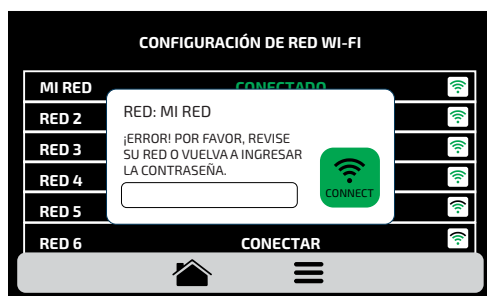 CONFIGURACIÓN DE RED WI-FI
MI RED CONECTADO
RED 2
RED 3
RED 4
RED 5
RED 6 CONECTAR
RED: MI RED
¡ERROR! POR FAVOR, REVISE
SU RED O VUELVA A INGRESAR
LA CONTRASEÑA.
CONNECT